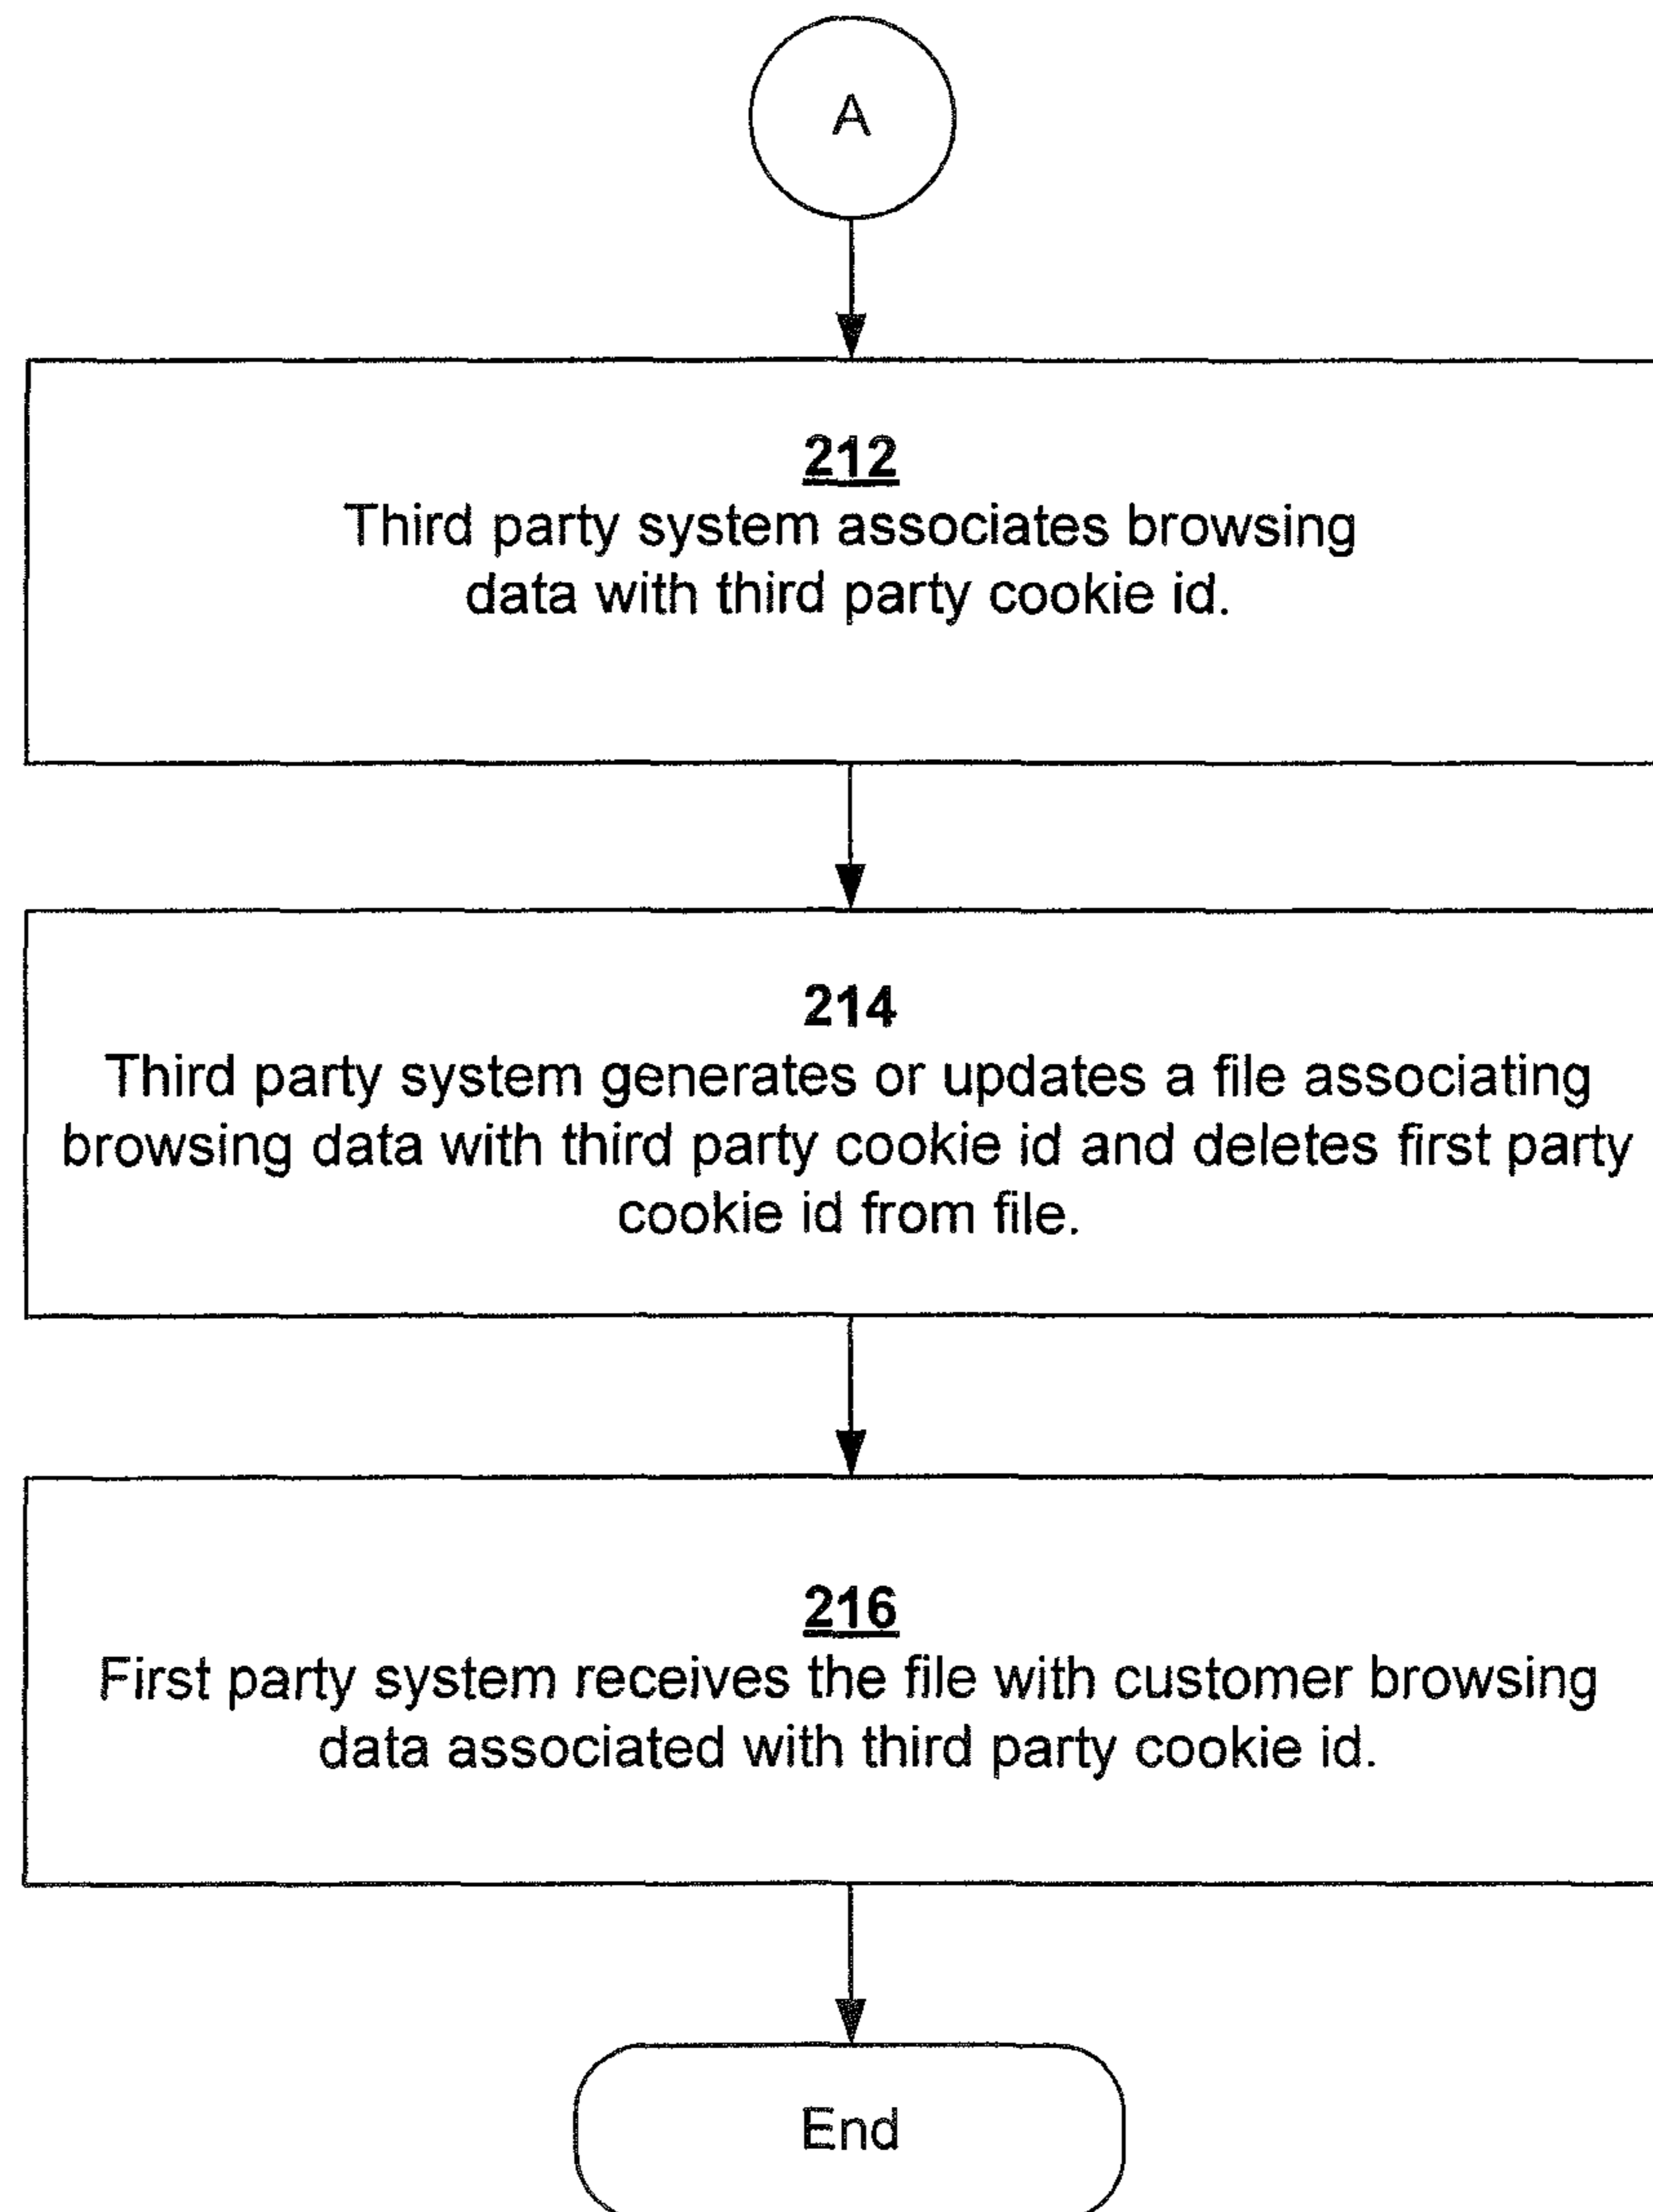 A
212
Third party system associates browsing
data with third party cookie id.
214
Third party system generates or updates a file associating
browsing data with third party cookie id and deletes first party
cookie id from file.
216
First party system receives the file with customer browsing
data associated with third party cookie id.
End